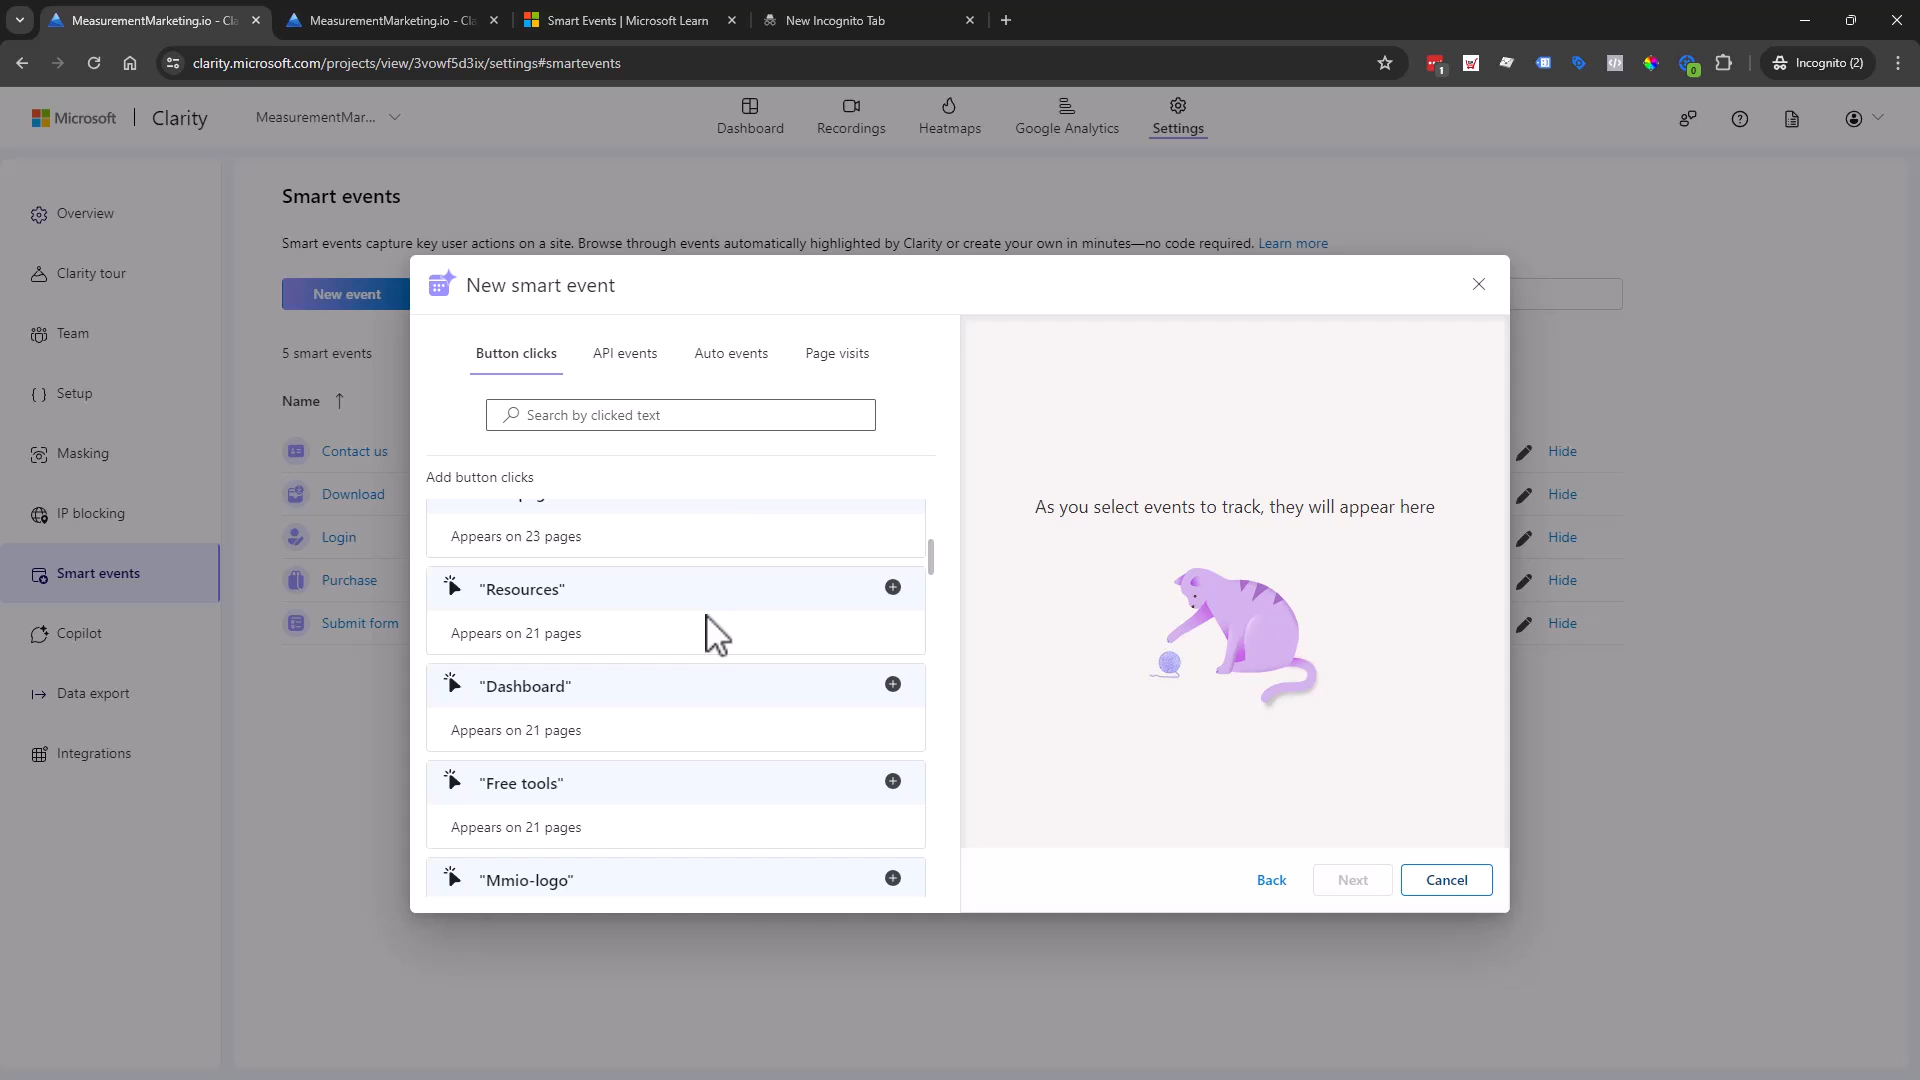 MeasurementMarketing.io - Cla
MeasurementMarketing.io - Cla
Smart Events | Microsoft Learn
New Incognito Tab
clarity.microsoft.com/projects/view/3vowf5d3ix/settings#smartevents
1
0
Incognito (2)
Microsoft | Clarity
MeasurementMar...
Dashboard
Recordings
Heatmaps
Google Analytics
Settings
Overview
Clarity tour
Team
Setup
Masking
IP blocking
Smart events
Copilot
Data export
Integrations
Smart events
Smart events capture key user actions on a site. Browse through events automatically highlighted by Clarity or create your own in minutes—no code required. Learn more
New event
5 smart events
Name
Contact us
Hide
Download
Hide
Login
Hide
Purchase
Hide
Submit form
Hide
New smart event
Button clicks
API events
Auto events
Page visits
Search by clicked text
Add button clicks
Appears on 23 pages
"Resources"
Appears on 21 pages
"Dashboard"
Appears on 21 pages
"Free tools"
Appears on 21 pages
"Mmio-logo"
As you select events to track, they will appear here
Back
Next
Cancel